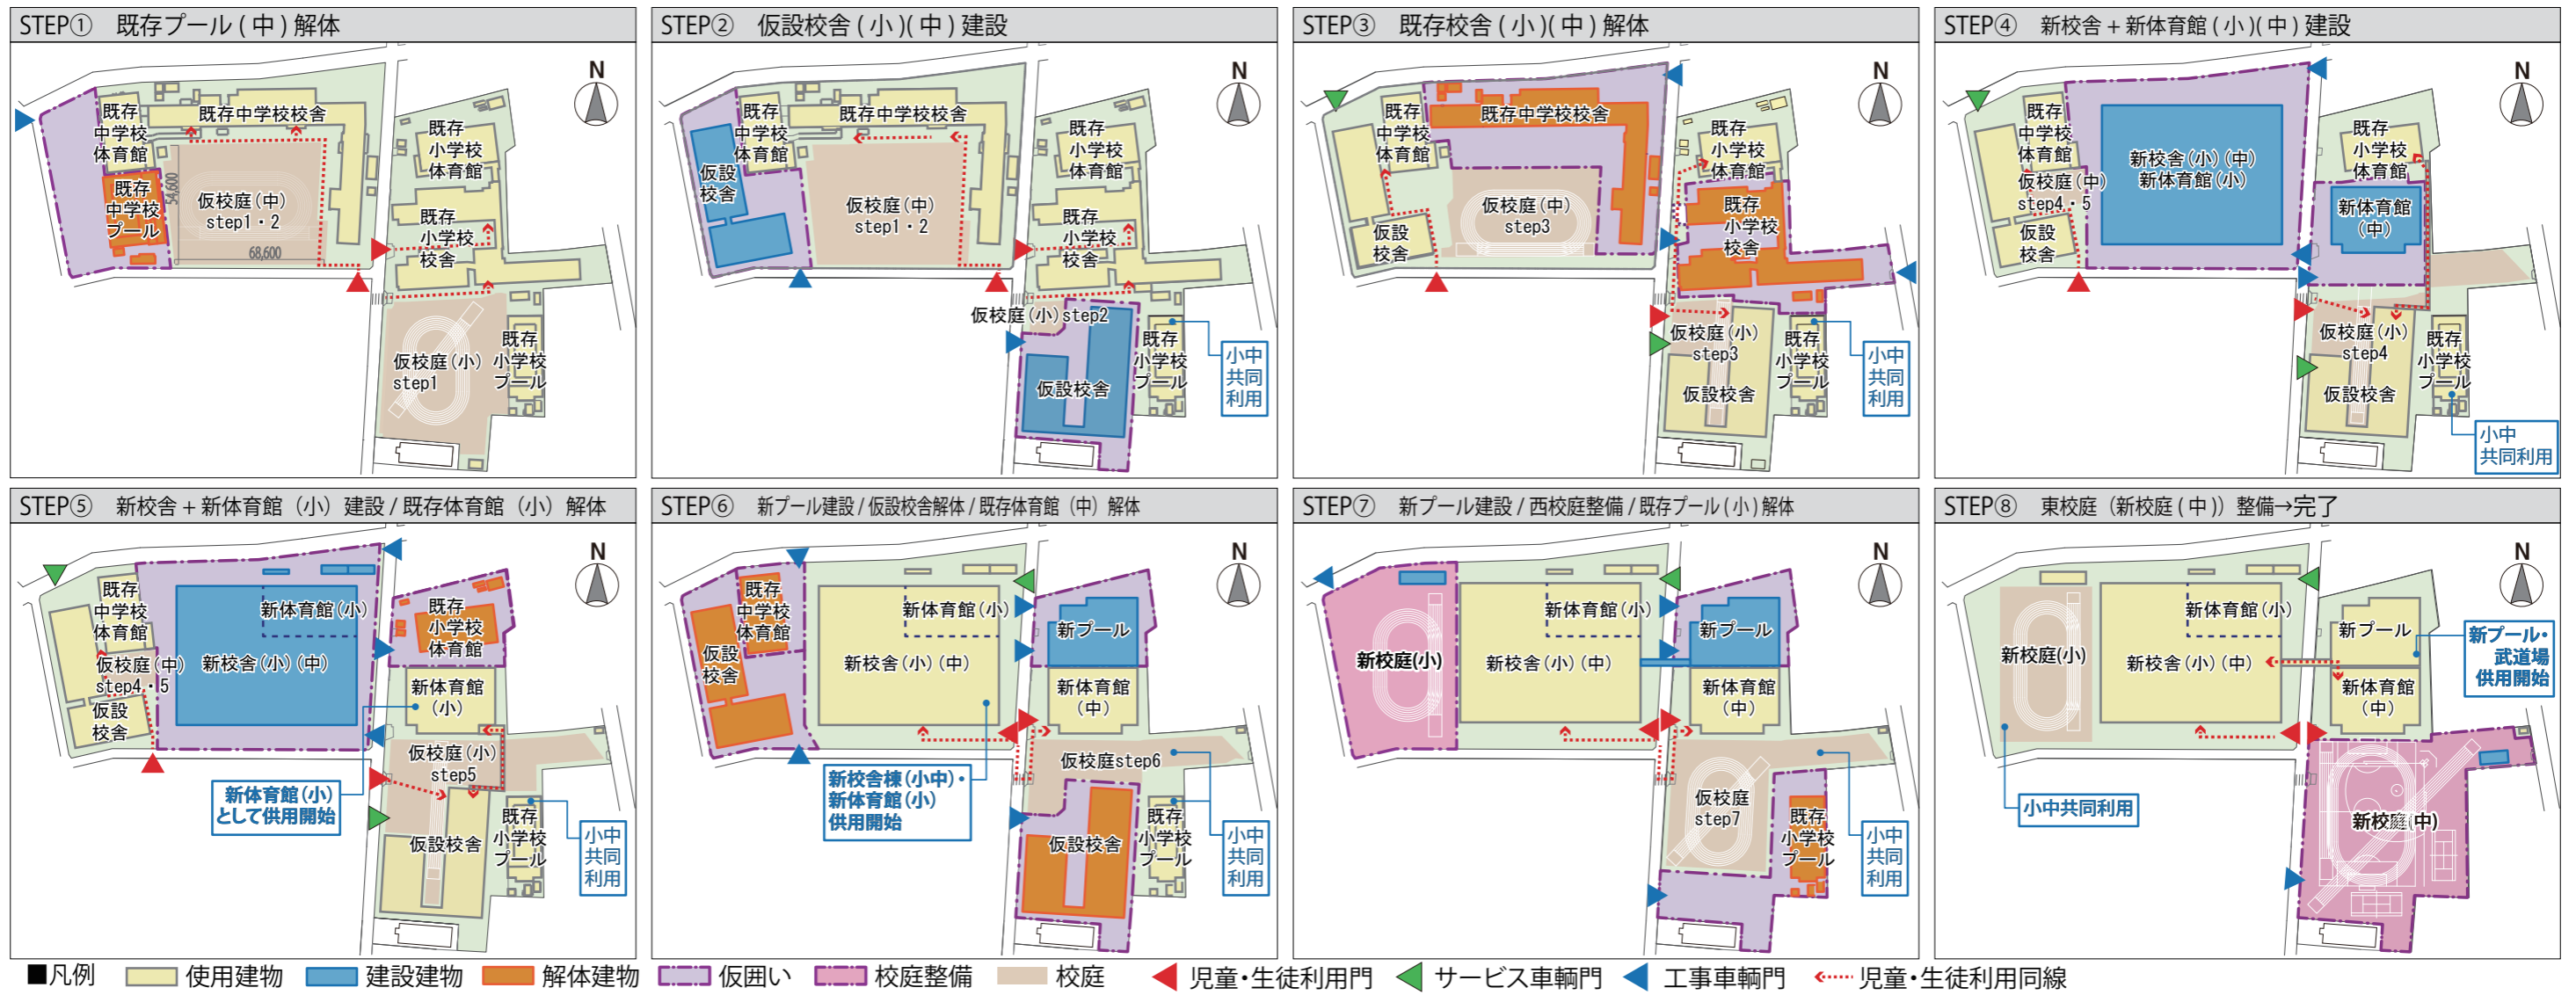 STEP① 既存プール(中)解体
N
既存
中学校
体育館
既存中学校校舎
既存
小学校
体育館
既存
中学校
プール
54,600
仮校庭(中)
step1・2
68,600
既存
小学校
校舎
仮校庭(小)
step1
既存
小学校
プール
STEP② 仮設校舎(小)(中)建設
N
既存
中学校
体育館
既存中学校校舎
既存
小学校
体育館
仮設
校舎
仮校庭(中)
step1・2
既存
小学校
校舎
仮校庭(小)step2
仮設校舎
既存
小学校
プール
小中
共同
利用
STEP③ 既存校舎(小)(中)解体
N
既存
中学校
体育館
既存中学校校舎
既存
小学校
体育館
仮校庭(中)
step3
既存
小学校
校舎
仮設
校舎
仮校庭(小)
step3
仮設校舎
既存
小学校
プール
小中
共同
利用
STEP④ 新校舎+新体育館(小)(中)建設
N
既存
中学校
体育館
仮校庭(中)
step4・5
仮設
校舎
新校舎(小)(中)
新体育館(小)
既存
小学校
体育館
新体育館
(中)
仮校庭(小)
step4
仮設校舎
既存
小学校
プール
小中
共同利用
STEP⑤ 新校舎+新体育館（小）建設/既存体育館（小）解体
N
既存
中学校
体育館
仮校庭(中)
step4・5
仮設
校舎
新体育館(小)
新校舎(小)(中)
既存
小学校
体育館
新体育館
(小)
仮校庭(小)
step5
新体育館(小)
として供用開始
仮設校舎
既存
小学校
プール
小中
共同
利用
STEP⑥ 新プール建設/仮設校舎解体/既存体育館（中）解体
N
既存
中学校
体育館
仮設
校舎
新体育館(小)
新校舎(小)(中)
新プール
新体育館
(中)
仮校庭step6
新校舎棟(小中)・
新体育館(小)
供用開始
仮設校舎
既存
小学校
プール
小中
共同
利用
STEP⑦ 新プール建設/西校庭整備/既存プール(小)解体
N
新校庭(小)
新体育館(小)
新校舎(小)(中)
新プール
新体育館
(中)
仮校庭
step7
既存
小学校
プール
小中
共同
利用
STEP⑧ 東校庭（新校庭(中)）整備→完了
N
新校庭(小)
新体育館(小)
新校舎(小)(中)
新プール
新体育館
(中)
新プール・
武道場
供用開始
小中共同利用
新校庭(中)
■凡例 使用建物 建設建物 解体建物 仮囲い 校庭整備 校庭 児童・生徒利用門 サービス車輌門 工事車輌門 児童・生徒利用同線